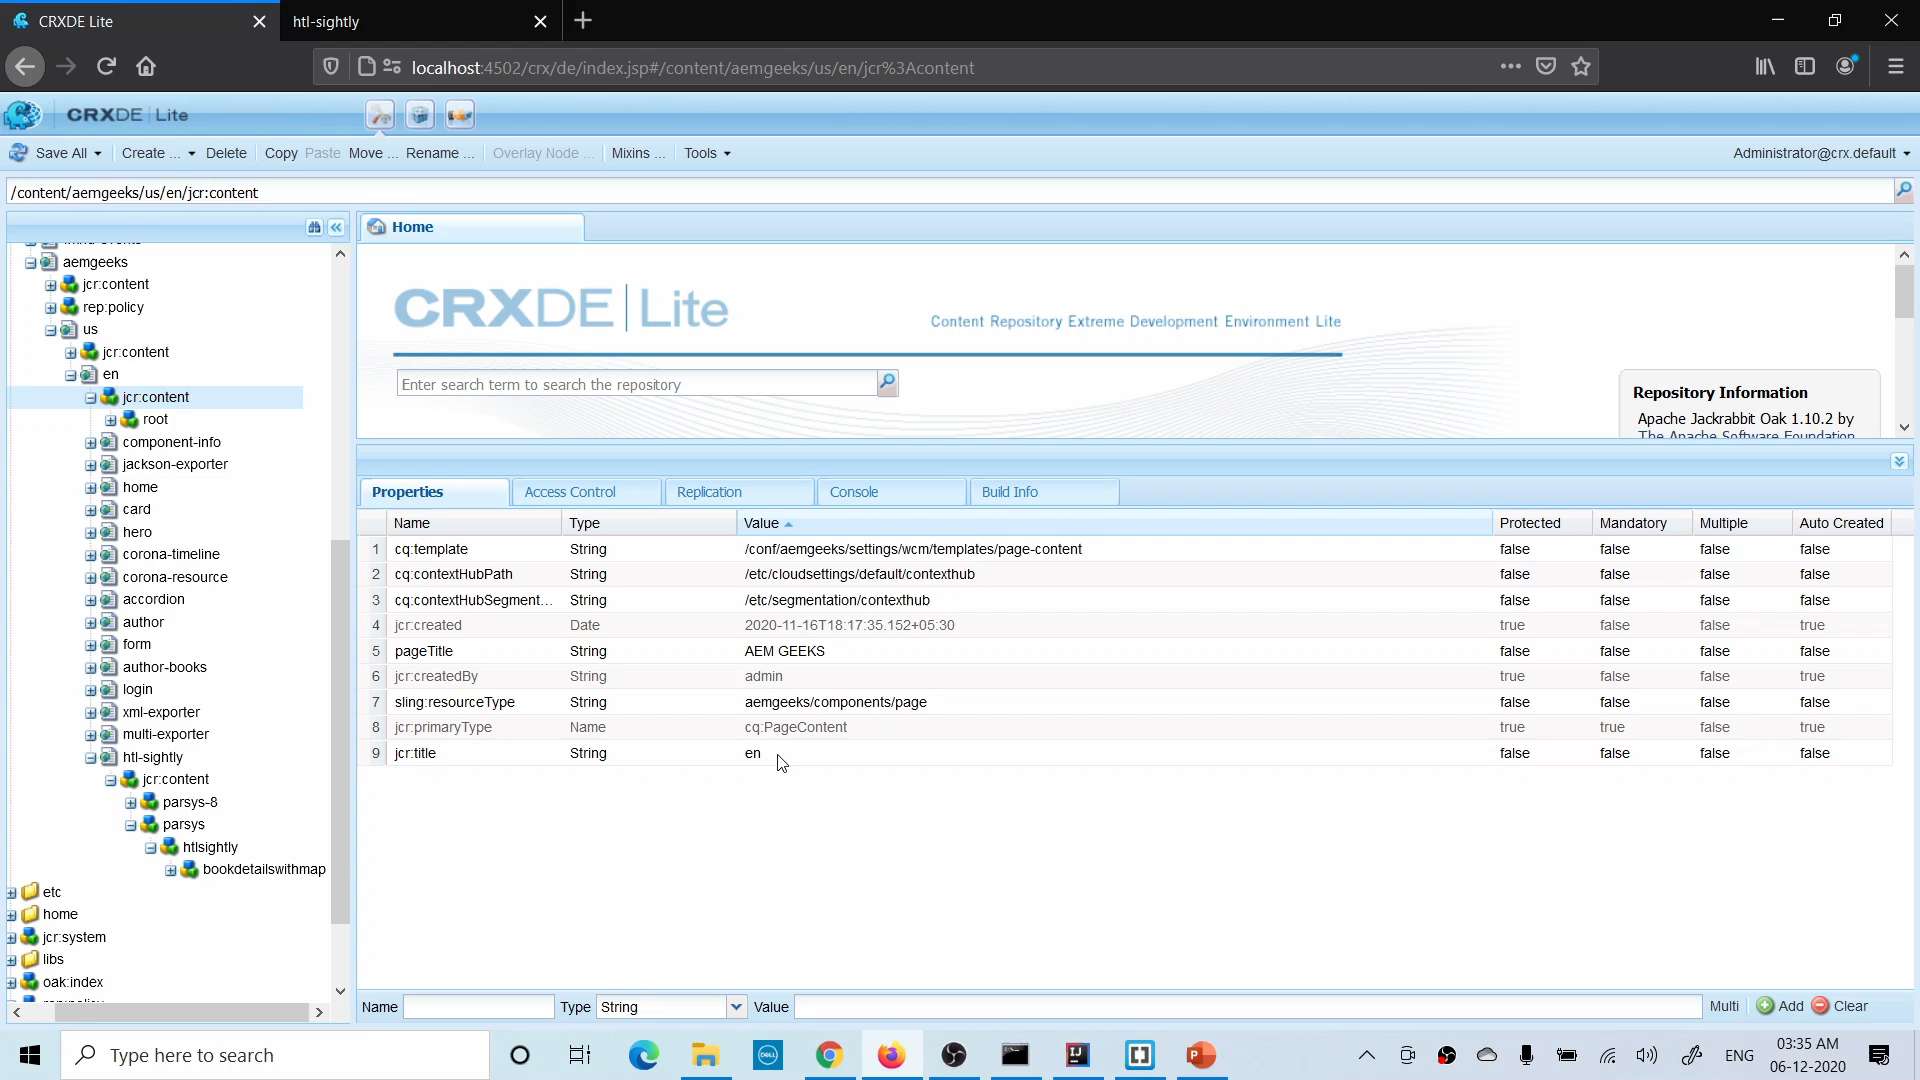 CRXDE Lite
htl-sightly
localhost:4502/crx/de/index.jsp#/content/aemgeeks/us/en/jcr%3Acontent
CRXDE | Lite
Save All Create ... Delete Copy Paste Move ... Rename ... Overlay Node ... Mixins ... Tools Administrator@crx.default
/content/aemgeeks/us/en/jcr:content
Home
aemgeeks
jcr:content
rep:policy
us
jcr:content
en
jcr:content
root
component-info
jackson-exporter
home
card
hero
corona-timeline
corona-resource
accordion
author
form
author-books
login
xml-exporter
multi-exporter
htl-sightly
jcr:content
parsys-8
parsys
htlsightly
bookdetailswithmap
etc
home
jcr:system
libs
oak:index
CRXDE | Lite
Content Repository Extreme Development Environment Lite
Enter search term to search the repository
Repository Information
Apache Jackrabbit Oak 1.10.2 by
The Apache Software Foundation
Properties Access Control Replication Console Build Info
Name Type Value Protected Mandatory Multiple Auto Created
1 cq:template String /conf/aemgeeks/settings/wcm/templates/page-content false false false false
2 cq:contextHubPath String /etc/cloudsettings/default/contexthub false false false false
3 cq:contextHubSegment... String /etc/segmentation/contexthub false false false false
4 jcr:created Date 2020-11-16T18:17:35.152+05:30 true false false true
5 pageTitle String AEM GEEKS false false false false
6 jcr:createdBy String admin true false false true
7 sling:resourceType String aemgeeks/components/page false false false false
8 jcr:primaryType Name cq:PageContent true true false true
9 jcr:title String en false false false false
Name Type String Value Multi Add Clear
Type here to search
DELL
IJ
P
ENG
03:35 AM
06-12-2020